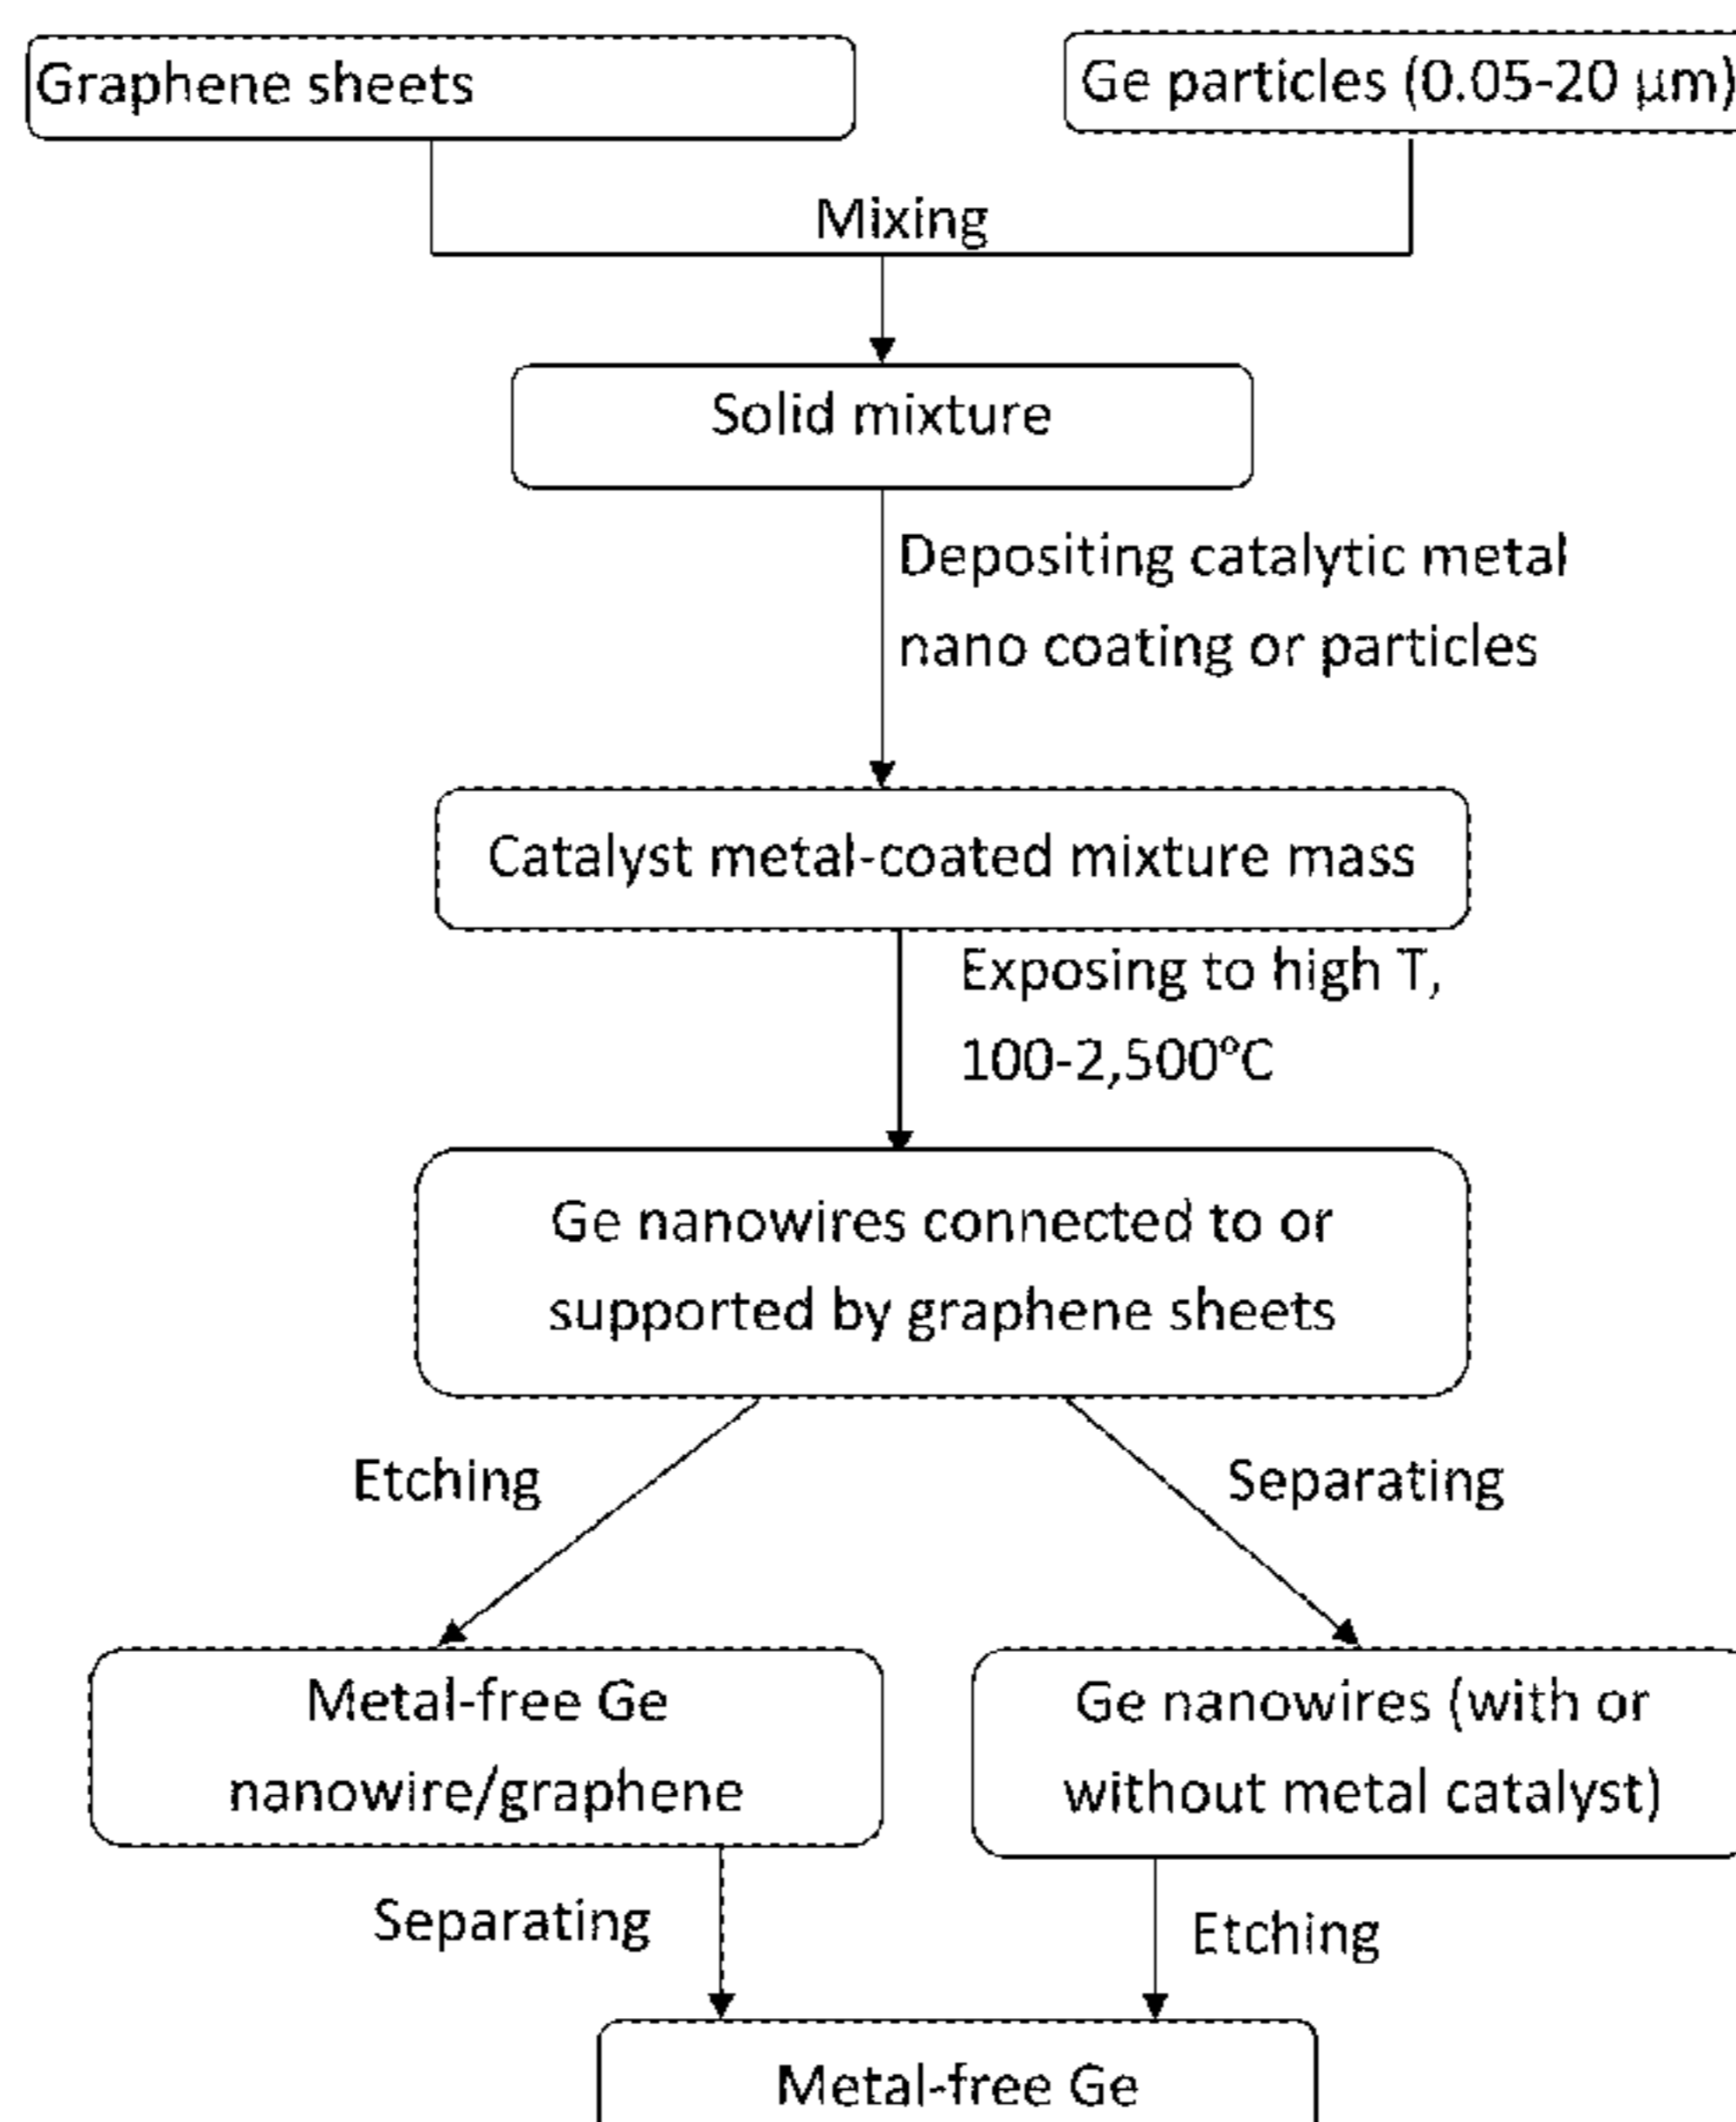 Graphene sheets
Ge particles (0.05-20 μm)
Mixing
Solid mixture
Depositing catalytic metal
nano coating or particles
Catalyst metal-coated mixture mass
Exposing to high T,
100-2,500°C
Ge nanowires connected to or
supported by graphene sheets
Etching
Separating
Metal-free Ge
nanowire/graphene
Ge nanowires (with or
without metal catalyst)
Separating
Etching
Metal-free Ge